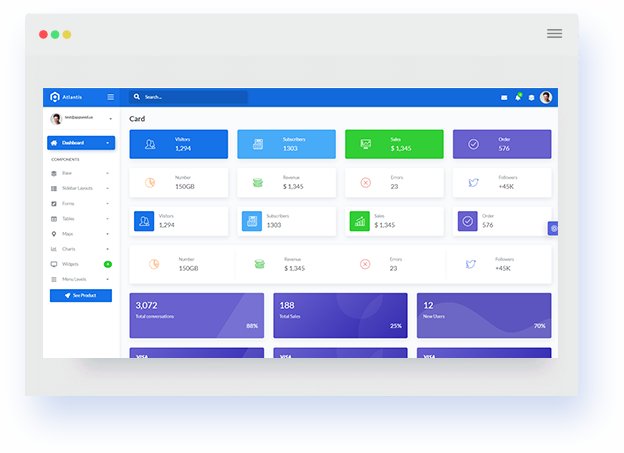 Atlantis
Search...
test@appseed.us
Card
Dashboard
COMPONENTS
Base
Sidebar Layouts
Forms
Tables
Maps
Charts
Widgets
4
Menu Levels
See Product
Visitors
1,294
Subscribers
1303
Sales
$ 1,345
Order
576
Number
150GB
Revenue
$ 1,345
Errors
23
Followers
+45K
Visitors
1,294
Subscribers
1303
Sales
$ 1,345
Order
576
Number
150GB
Revenue
$ 1,345
Errors
23
Followers
+45K
3,072
Total conversations
88%
188
Total Sales
25%
12
New Users
70%
VISA
VISA
VISA